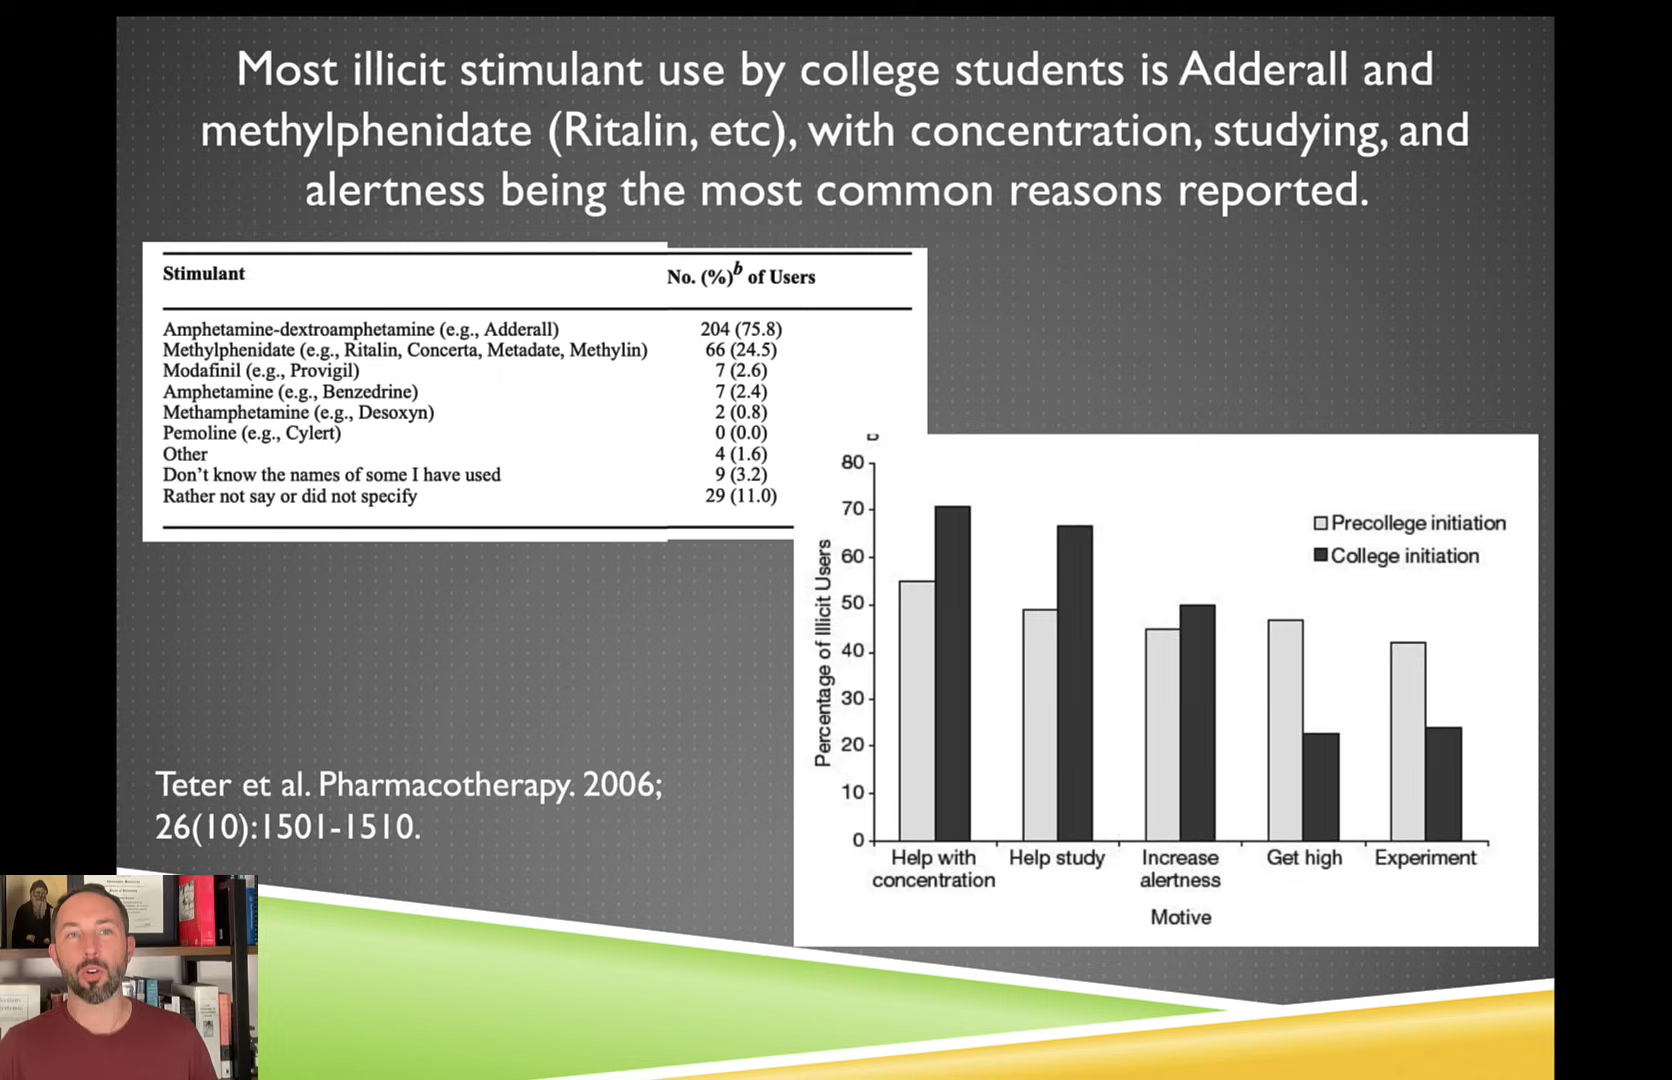 Most illicit stimulant use by college students is Adderall and
methylphenidate (Ritalin, etc), with concentration, studying, and
alertness being the most common reasons reported.
Stimulant No. (%)b of Users
Amphetamine-dextroamphetamine (e.g., Adderall) 204 (75.8)
Methylphenidate (e.g., Ritalin, Concerta, Metadate, Methylin) 66 (24.5)
Modafinil (e.g., Provigil) 7 (2.6)
Amphetamine (e.g., Benzedrine) 7 (2.4)
Methamphetamine (e.g., Desoxyn) 2 (0.8)
Pemoline (e.g., Cylert) 0 (0.0)
Other 4 (1.6)
Don't know the names of some I have used 9 (3.2)
Rather not say or did not specify 29 (11.0)
80
70
60
50
40
30
20
10
0
Percentage of Illicit Users
Precollege initiation
College initiation
Help with
concentration
Help study
Increase
alertness
Get high
Experiment
Motive
Teter et al. Pharmacotherapy. 2006;
26(10):1501-1510.